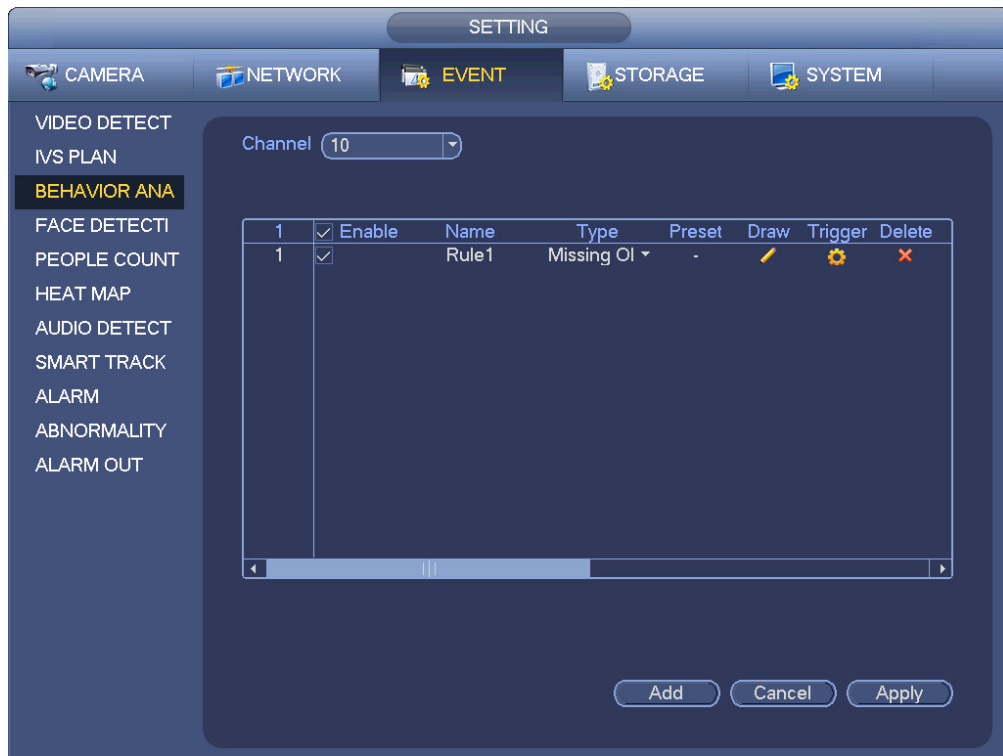 SETTING
CAMERA NETWORK EVENT STORAGE SYSTEM
VIDEO DETECT
IVS PLAN
BEHAVIOR ANA
FACE DETECTI
PEOPLE COUNT
HEAT MAP
AUDIO DETECT
SMART TRACK
ALARM
ABNORMALITY
ALARM OUT
Channel 10
1 Enable Name Type Preset Draw Trigger Delete
1 Rule1 Missing Ol -
Add Cancel Apply